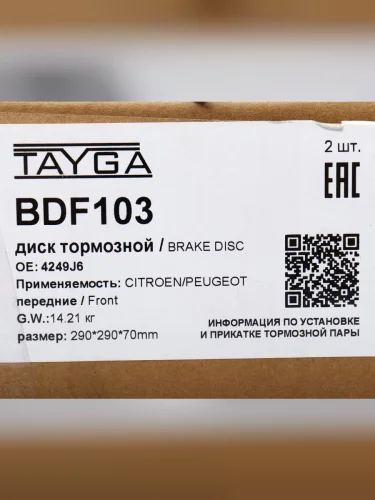 TAYGA
2 шт.
EAC
BDF103
диск тормозной / BRAKE DISC
OE: 4249J6
Применяемость: CITROEN/PEUGEOT
передние / Front
G.W.:14.21 кг
размер: 290*290*70mm
ИНФОРМАЦИЯ ПО УСТАНОВКЕ
И ПРИКАТКЕ ТОРМОЗНОЙ ПАРЫ